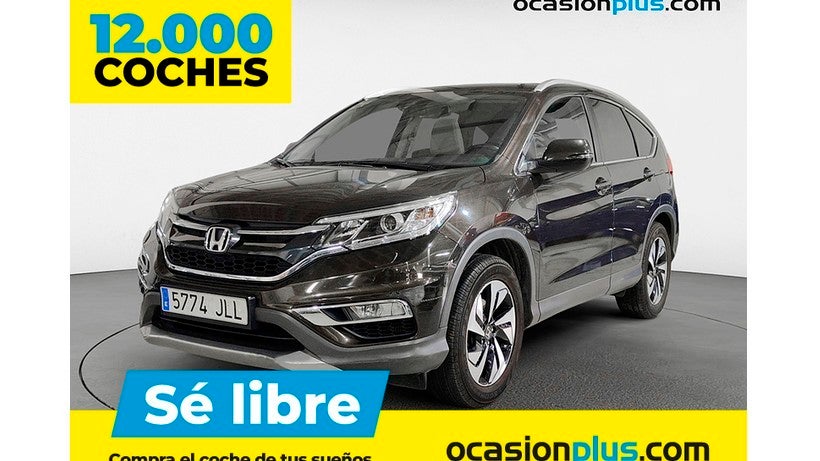 12.000
COCHES
ocasionplus.com
5774 JLL
Sé libre
Compra el coche de tus sueños
ocasionplus.com